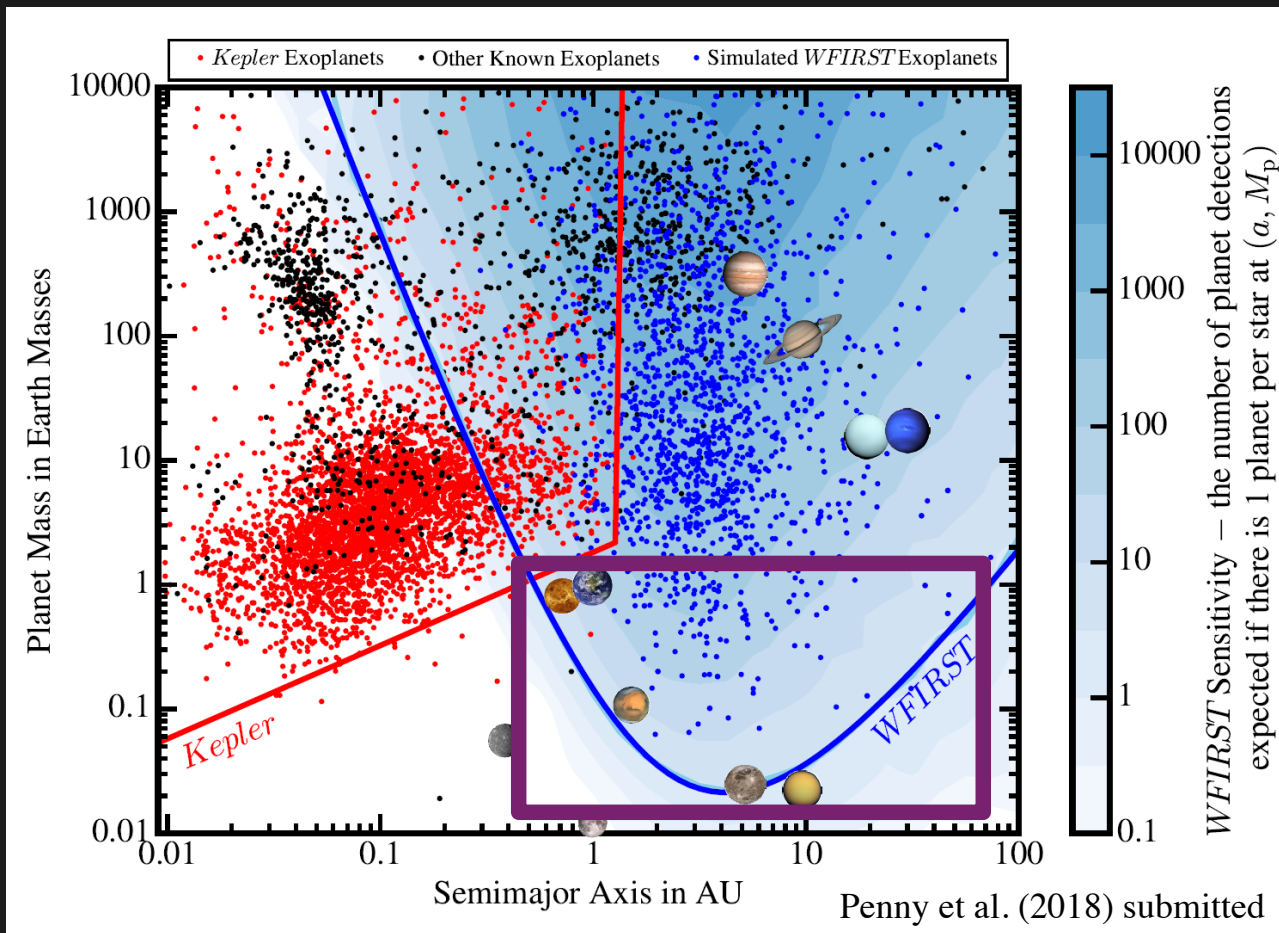 Kepler Exoplanets
Other Known Exoplanets
Simulated WFIRST Exoplanets
10000
1000
100
10
1
0.1
0.01
Planet Mass in Earth Masses
Kepler
WFIRST
0.01
0.1
1
10
100
Semimajor Axis in AU
10000
1000
100
10
1
0.1
WFIRST Sensitivity – the number of planet detections
expected if there is 1 planet per star at (a, Mp)
Penny et al. (2018) submitted